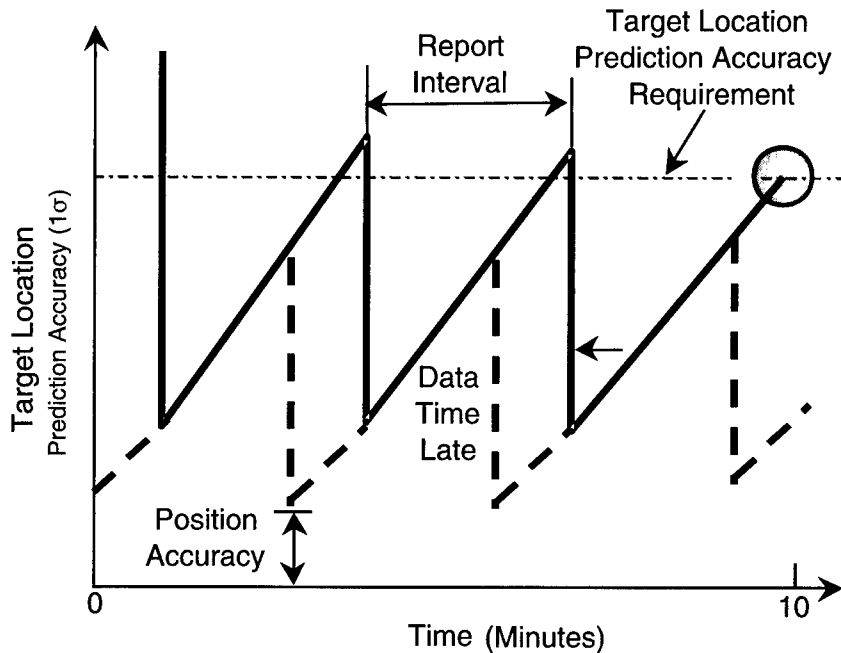 Target Location
Prediction Accuracy
Requirement
Report
Interval
Target Location
Prediction Accuracy (1σ)
Data
Time
Late
Position
Accuracy
0
10
Time (Minutes)